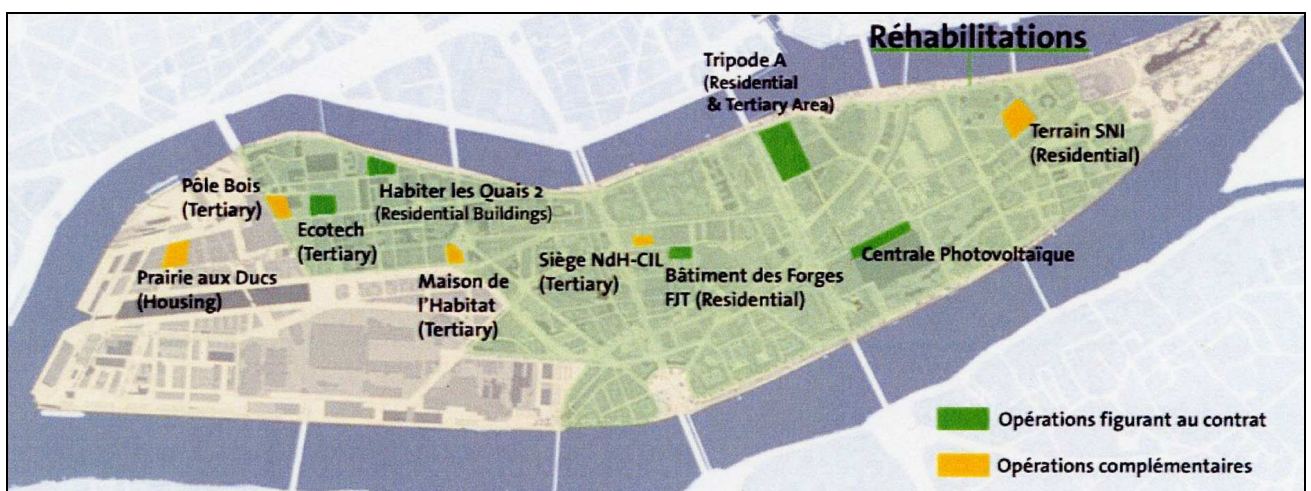 Réhabilitations
Tripode A
(Residential
& Tertiary Area)
Terrain SNI
(Residential)
Pôle Bois
(Tertiary)
Habiter les Quais 2
(Residential Buildings)
Ecotech
(Tertiary)
Prairie aux Ducs
(Housing)
Maison de
l'Habitat
(Tertiary)
Siège NdH-CIL
(Tertiary)
Bâtiment des Forges
FJT (Residential)
Centrale Photovoltaïque
Opérations figurant au contrat
Opérations complémentaires